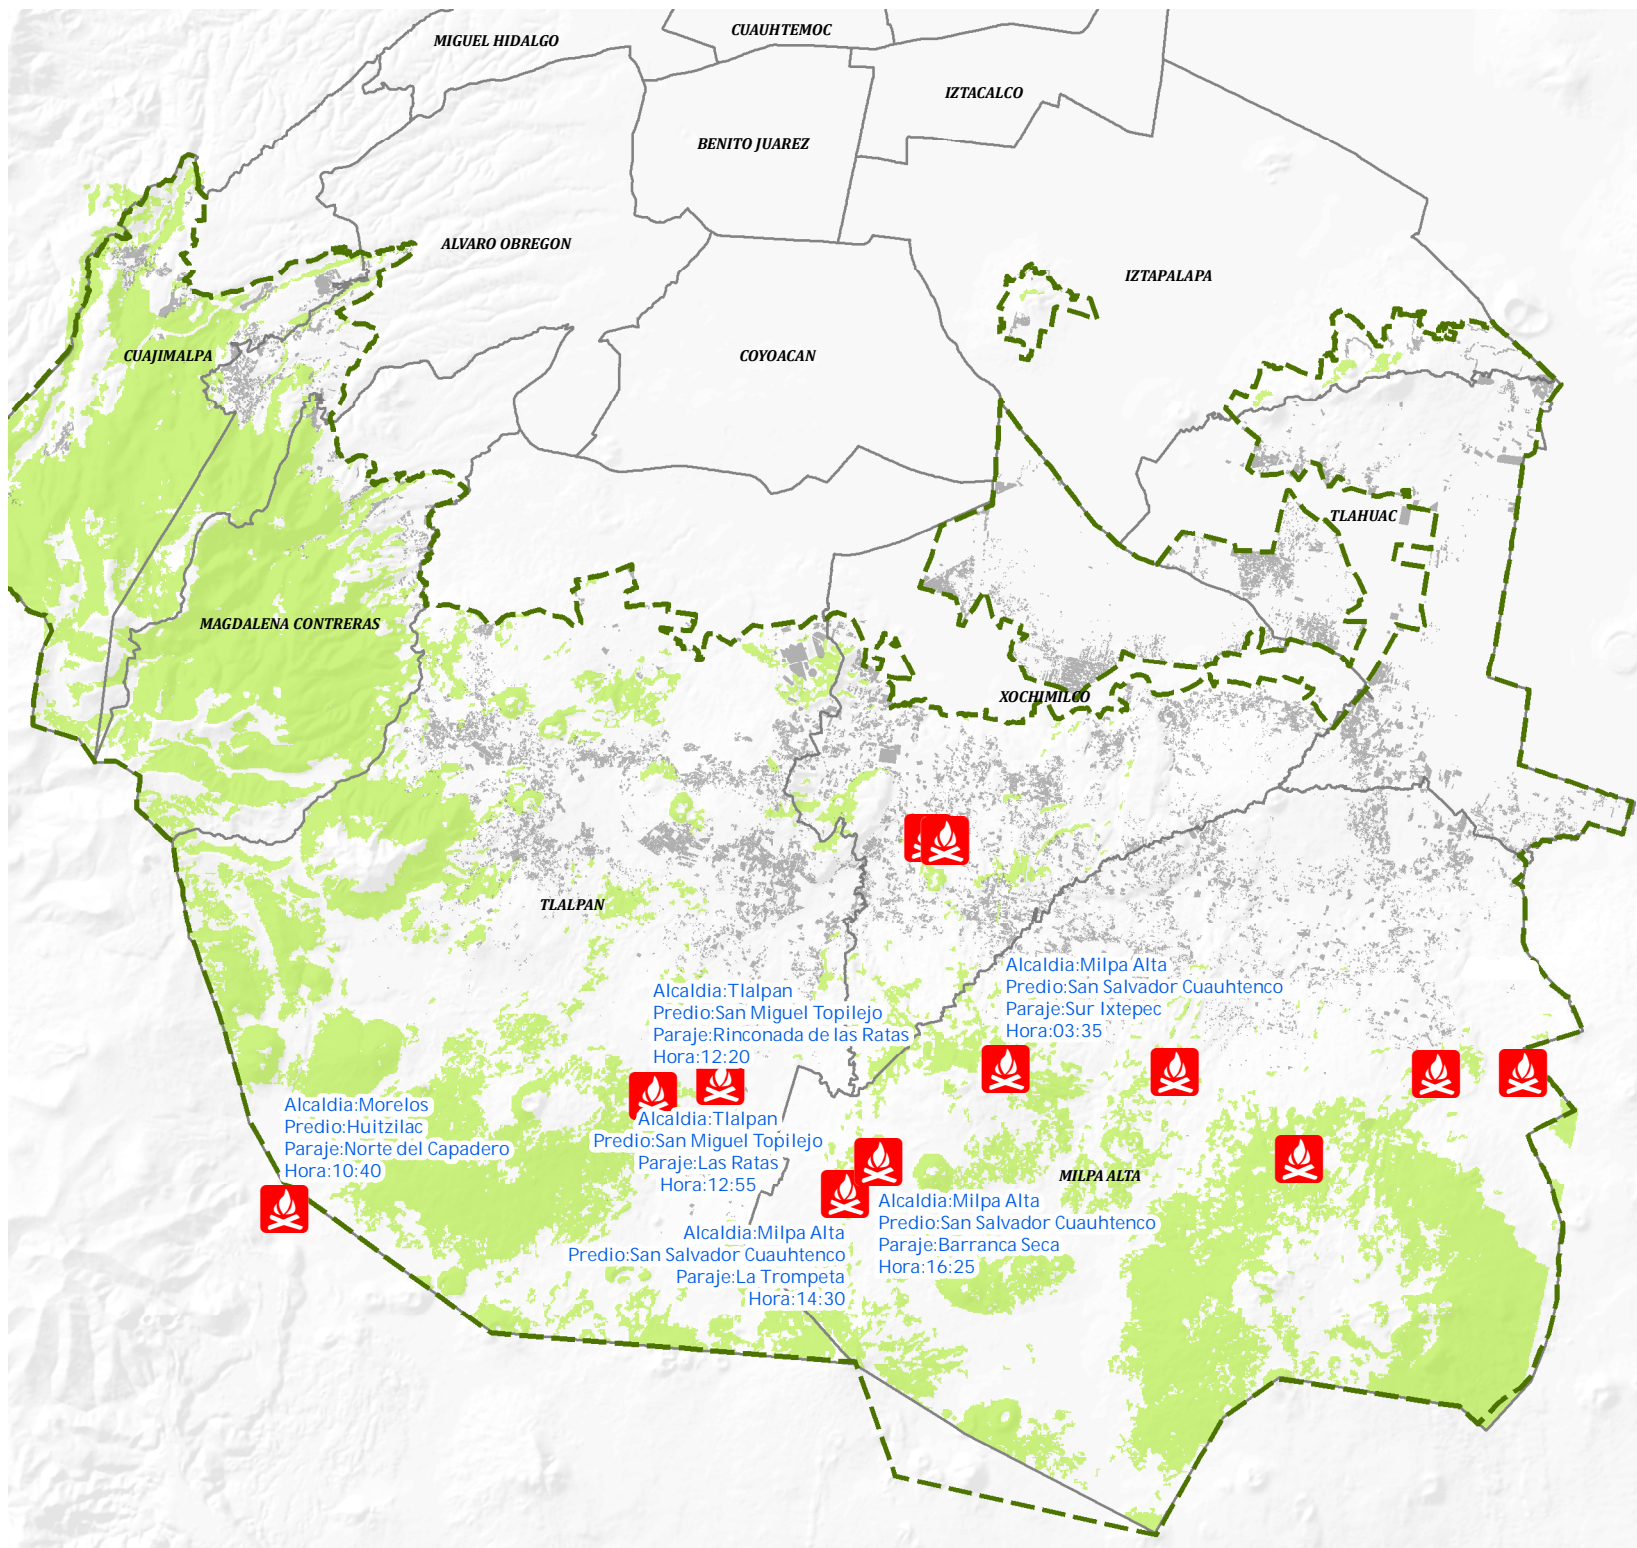 CUAUHTEMOC
MIGUEL HIDALGO
IZTACALCO
BENITO JUAREZ
ALVARO OBREGON
IZTAPALAPA
CUAJIMALPA
COYOACAN
TLAHUAC
MAGDALENA CONTRERAS
XOCHIMILCO
TLALPAN
Alcaldia:Milpa Alta
Predio:San Salvador Cuauhtenco
Paraje:Sur Ixtepec
Hora:03:35
Alcaldia:Tlalpan
Predio:San Miguel Topilejo
Paraje:Rinconada de las Ratas
Hora:12:20
Alcaldia:Morelos
Predio:Huitzilac
Paraje:Norte del Capadero
Hora:10:40
Alcaldia:Tlalpan
Predio:San Miguel Topilejo
Paraje:Las Ratas
Hora:12:55
MILPA ALTA
Alcaldia:Milpa Alta
Predio:San Salvador Cuauhtenco
Paraje:Barranca Seca
Hora:16:25
Alcaldia:Milpa Alta
Predio:San Salvador Cuauhtenco
Paraje:La Trompeta
Hora:14:30